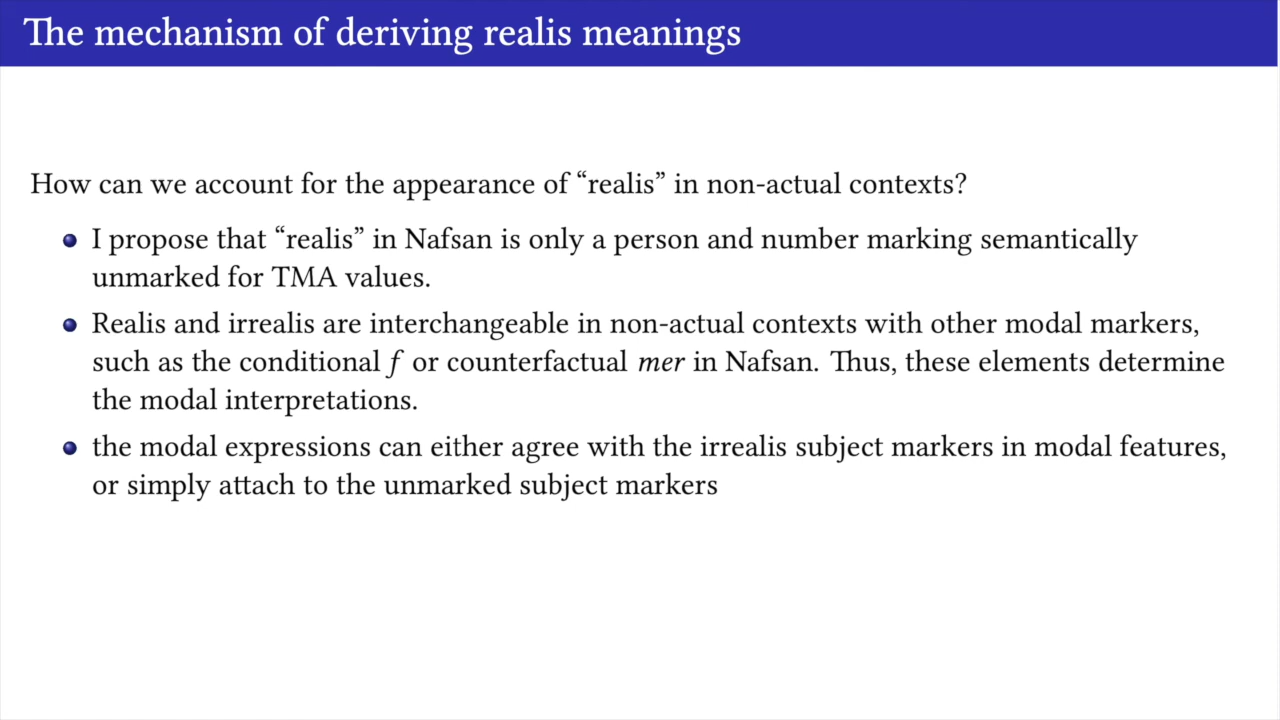 The mechanism of deriving realis meanings
How can we account for the appearance of “realis” in non-actual contexts?
I propose that “realis” in Nafsan is only a person and number marking semantically
unmarked for TMA values.
Realis and irrealis are interchangeable in non-actual contexts with other modal markers,
such as the conditional f or counterfactual mer in Nafsan. Thus, these elements determine
the modal interpretations.
the modal expressions can either agree with the irrealis subject markers in modal features,
or simply attach to the unmarked subject markers